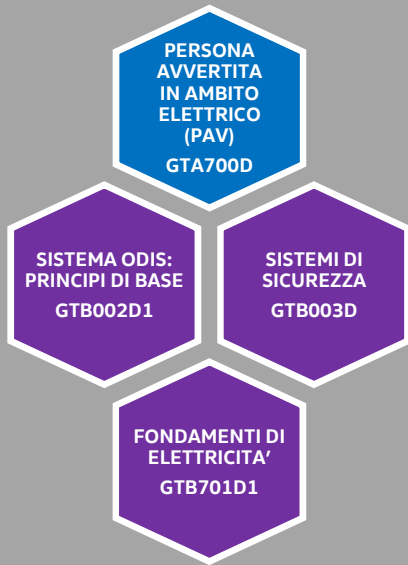 PERSONA
AVVERTITA
IN AMBITO
ELETTRICO
(PAV)
GTA700D
SISTEMA ODIS:
PRINCIPI DI BASE
GTB002D1
SISTEMI DI
SICUREZZA
GTB003D
FONDAMENTI DI
ELETTRICITA’
GTB701D1